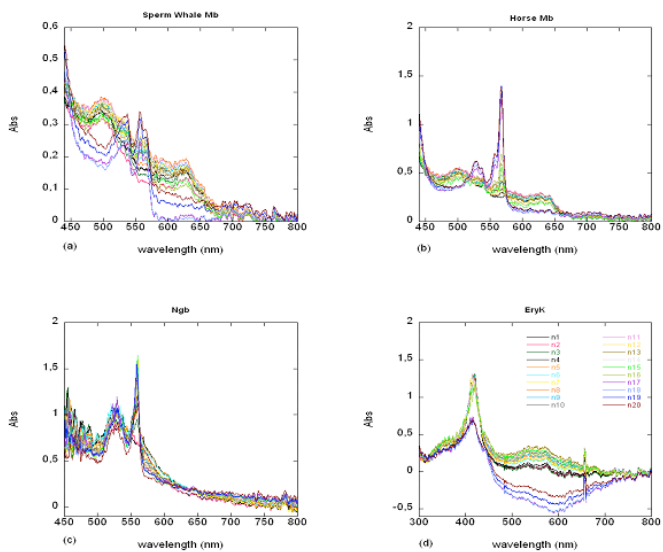 Sperm Whale Mb
0.6
0.5
0.4
0.3
0.2
0.1
0
Abs
450 500 550 600 650 700 750 800
(a)
wavelength (nm)
Horse Mb
2
1.5
1
0.5
0
Abs
450 500 550 600 650 700 750 800
(b)
wavelength (nm)
Ngb
2
1.5
1
0.5
0
Abs
450 500 550 600 650 700 750 800
(c)
wavelength (nm)
EryK
2
1.5
1
0.5
0
-0.5
Abs
n1 n11
n2 n12
n3 n13
n4
n5 n15
n6 n16
n7 n17
n8 n18
n9 n19
n10 n20
300 400 500 600 700 800
(d)
wavelength (nm)